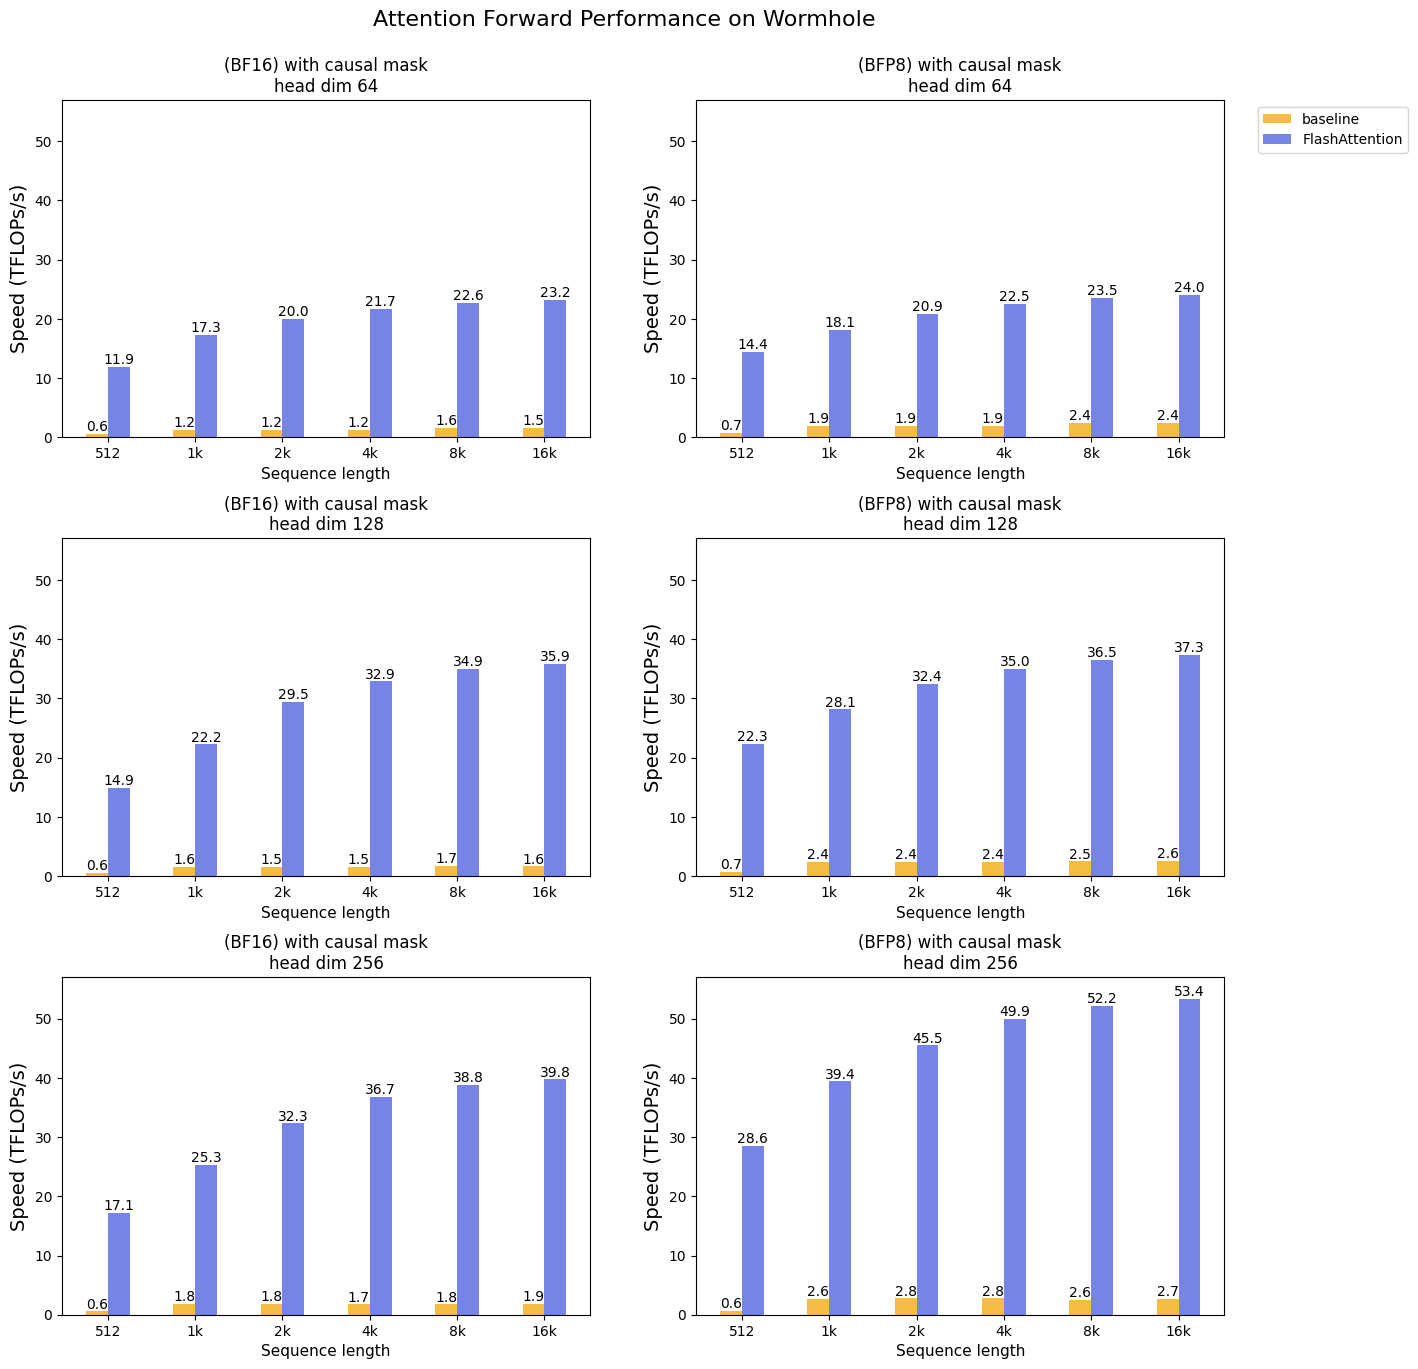 Attention Forward Performance on Wormhole
(BF16) with causal mask
head dim 64
Speed (TFLOPs/s)
50
40
30
20
10
0
0.6 11.9 1.2 17.3 1.2 20.0 1.2 21.7 1.6 22.6 1.5 23.2
512 1k 2k 4k 8k 16k
Sequence length
(BFP8) with causal mask
head dim 64
Speed (TFLOPs/s)
50
40
30
20
10
0
0.7 14.4 1.9 18.1 1.9 20.9 1.9 22.5 2.4 23.5 2.4 24.0
512 1k 2k 4k 8k 16k
Sequence length
baseline
FlashAttention
(BF16) with causal mask
head dim 128
Speed (TFLOPs/s)
50
40
30
20
10
0
0.6 14.9 1.6 22.2 1.5 29.5 1.5 32.9 1.7 34.9 1.6 35.9
512 1k 2k 4k 8k 16k
Sequence length
(BFP8) with causal mask
head dim 128
Speed (TFLOPs/s)
50
40
30
20
10
0
0.7 22.3 2.4 28.1 2.4 32.4 2.4 35.0 2.5 36.5 2.6 37.3
512 1k 2k 4k 8k 16k
Sequence length
(BF16) with causal mask
head dim 256
Speed (TFLOPs/s)
50
40
30
20
10
0
0.6 17.1 1.8 25.3 1.8 32.3 1.7 36.7 1.8 38.8 1.9 39.8
512 1k 2k 4k 8k 16k
Sequence length
(BFP8) with causal mask
head dim 256
Speed (TFLOPs/s)
50
40
30
20
10
0
0.6 28.6 2.6 39.4 2.8 45.5 2.8 49.9 2.6 52.2 2.7 53.4
512 1k 2k 4k 8k 16k
Sequence length